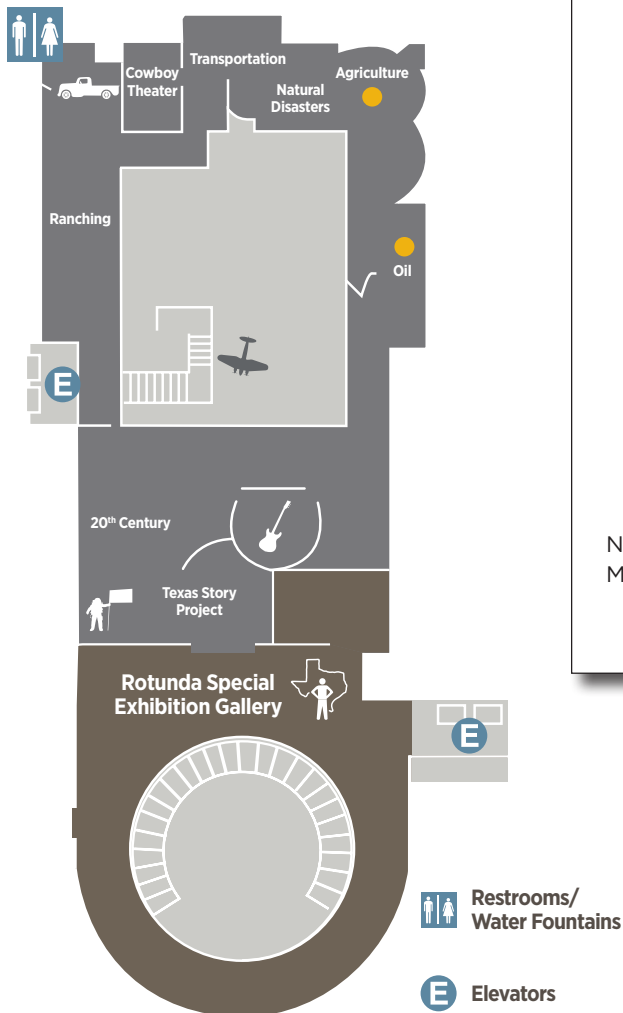 Transportation
Cowboy
Theater
Natural
Disasters
Agriculture
Ranching
Oil
E
20th Century
Texas Story
Project
N
M
Rotunda Special
Exhibition Gallery
E
Restrooms/
Water Fountains
E
Elevators